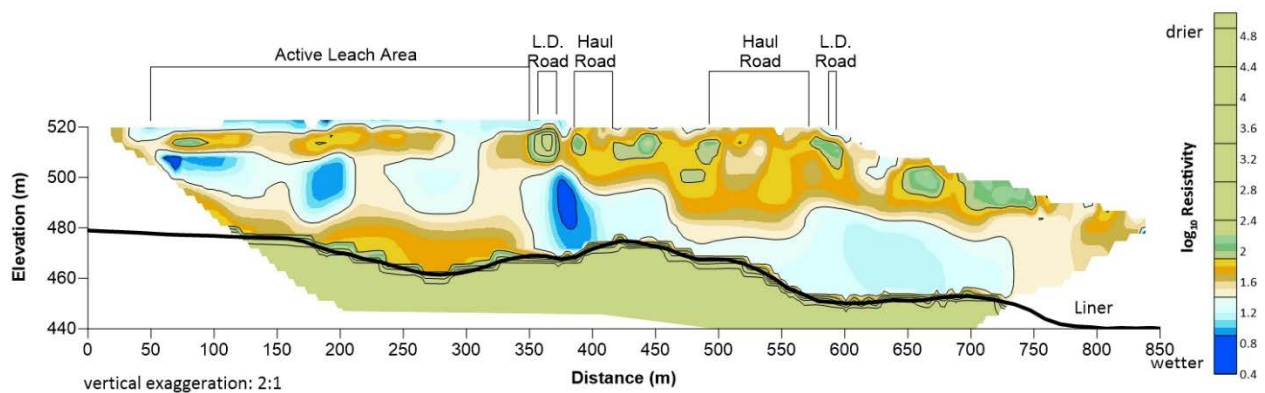 Active Leach Area
L.D.
Road
Haul
Road
Haul
Road
L.D.
Road
drier
4.8
4.4
4
3.6
3.2
2.8
2.4
2
1.6
1.2
0.8
0.4
log₁₀ Resistivity
wetter
Elevation (m)
520
500
480
460
440
Liner
0 50 100 150 200 250 300 350 400 450 500 550 600 650 700 750 800 850
Distance (m)
vertical exaggeration: 2:1